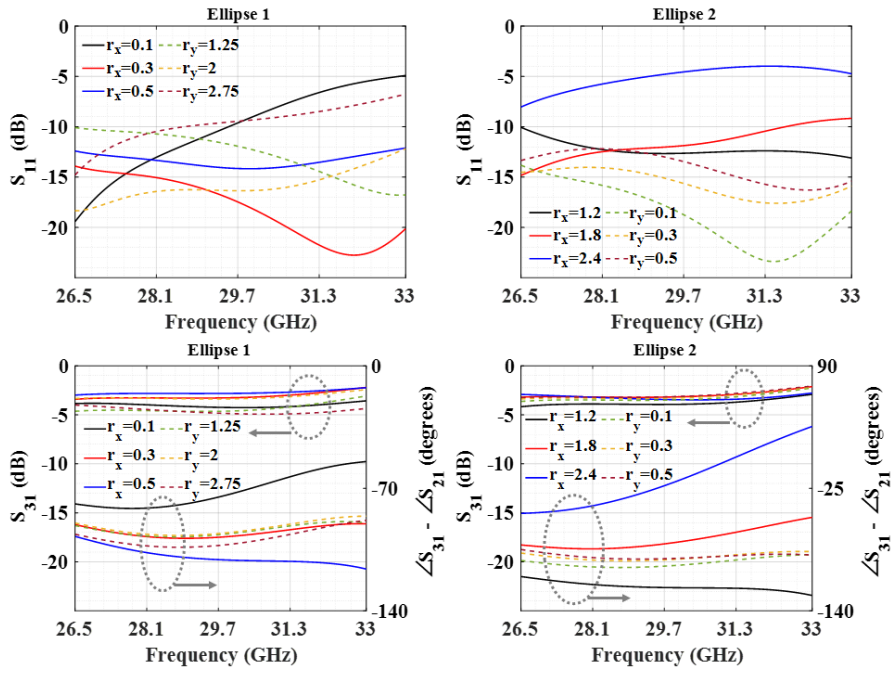 Ellipse 1
0
-5
-10
-15
-20
S11 (dB)
rx=0.1 ry=1.25
rx=0.3 ry=2
rx=0.5 ry=2.75
26.5 28.1 29.7 31.3 33
Frequency (GHz)
Ellipse 2
0
-5
-10
-15
-20
S11 (dB)
rx=1.2 ry=0.1
rx=1.8 ry=0.3
rx=2.4 ry=0.5
26.5 28.1 29.7 31.3 33
Frequency (GHz)
Ellipse 1
0
-5
-10
-15
-20
S31 (dB)
rx=0.1 ry=1.25
rx=0.3 ry=2
rx=0.5 ry=2.75
0
-70
-140
∠S31 - ∠S21 (degrees)
26.5 28.1 29.7 31.3 33
Frequency (GHz)
Ellipse 2
0
-5
-10
-15
-20
S31 (dB)
rx=1.2 ry=0.1
rx=1.8 ry=0.3
rx=2.4 ry=0.5
90
-25
-140
∠S31 - ∠S21 (degrees)
26.5 28.1 29.7 31.3 33
Frequency (GHz)